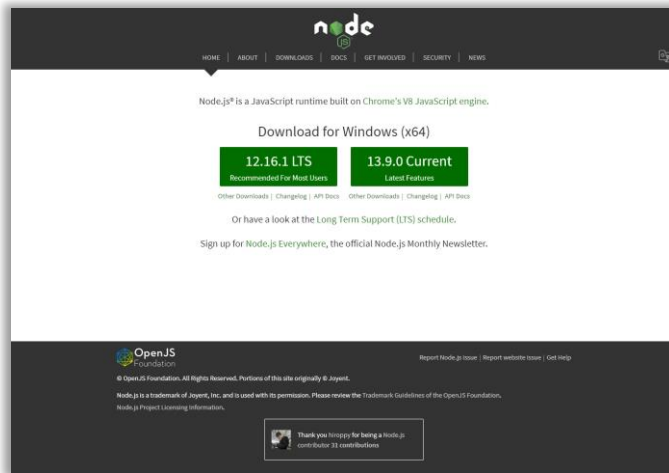 node
JS
HOME | ABOUT | DOWNLOADS | DOCS | GET INVOLVED | SECURITY | NEWS
Node.js® is a JavaScript runtime built on Chrome's V8 JavaScript engine.
Download for Windows (x64)
12.16.1 LTS
Recommended For Most Users
13.9.0 Current
Latest Features
Other Downloads | Changelog | API Docs
Other Downloads | Changelog | API Docs
Or have a look at the Long Term Support (LTS) schedule.
Sign up for Node.js Everywhere, the official Node.js Monthly Newsletter.
OpenJS
Foundation
Report Node.js issue | Report website issue | Get Help
© OpenJS Foundation. All Rights Reserved. Portions of this site originally © Joyent.
Node.js is a trademark of Joyent, Inc. and is used with its permission. Please review the Trademark Guidelines of the OpenJS Foundation.
Node.js Project Licensing Information.
Thank you hiroppy for being a Node.js
contributor 31 contributions